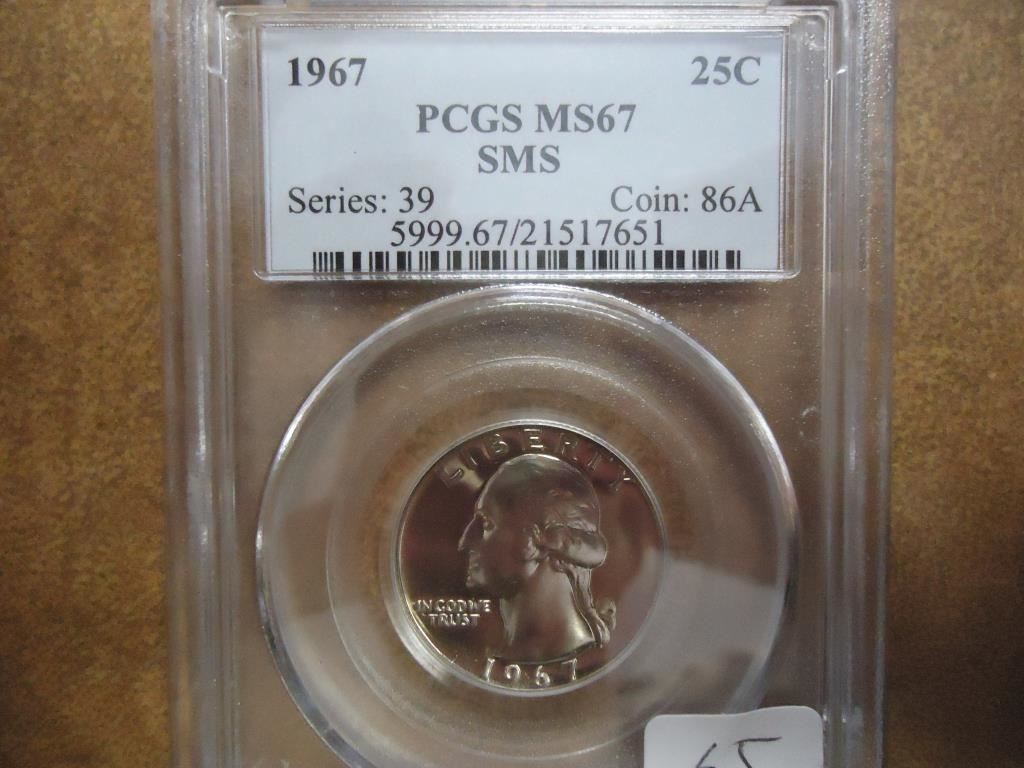 1967 25C
PCGS MS67
SMS
Series: 39 Coin: 86A
5999.67/21517651
LIBERTY
IN GOD WE
TRUST
1967
65